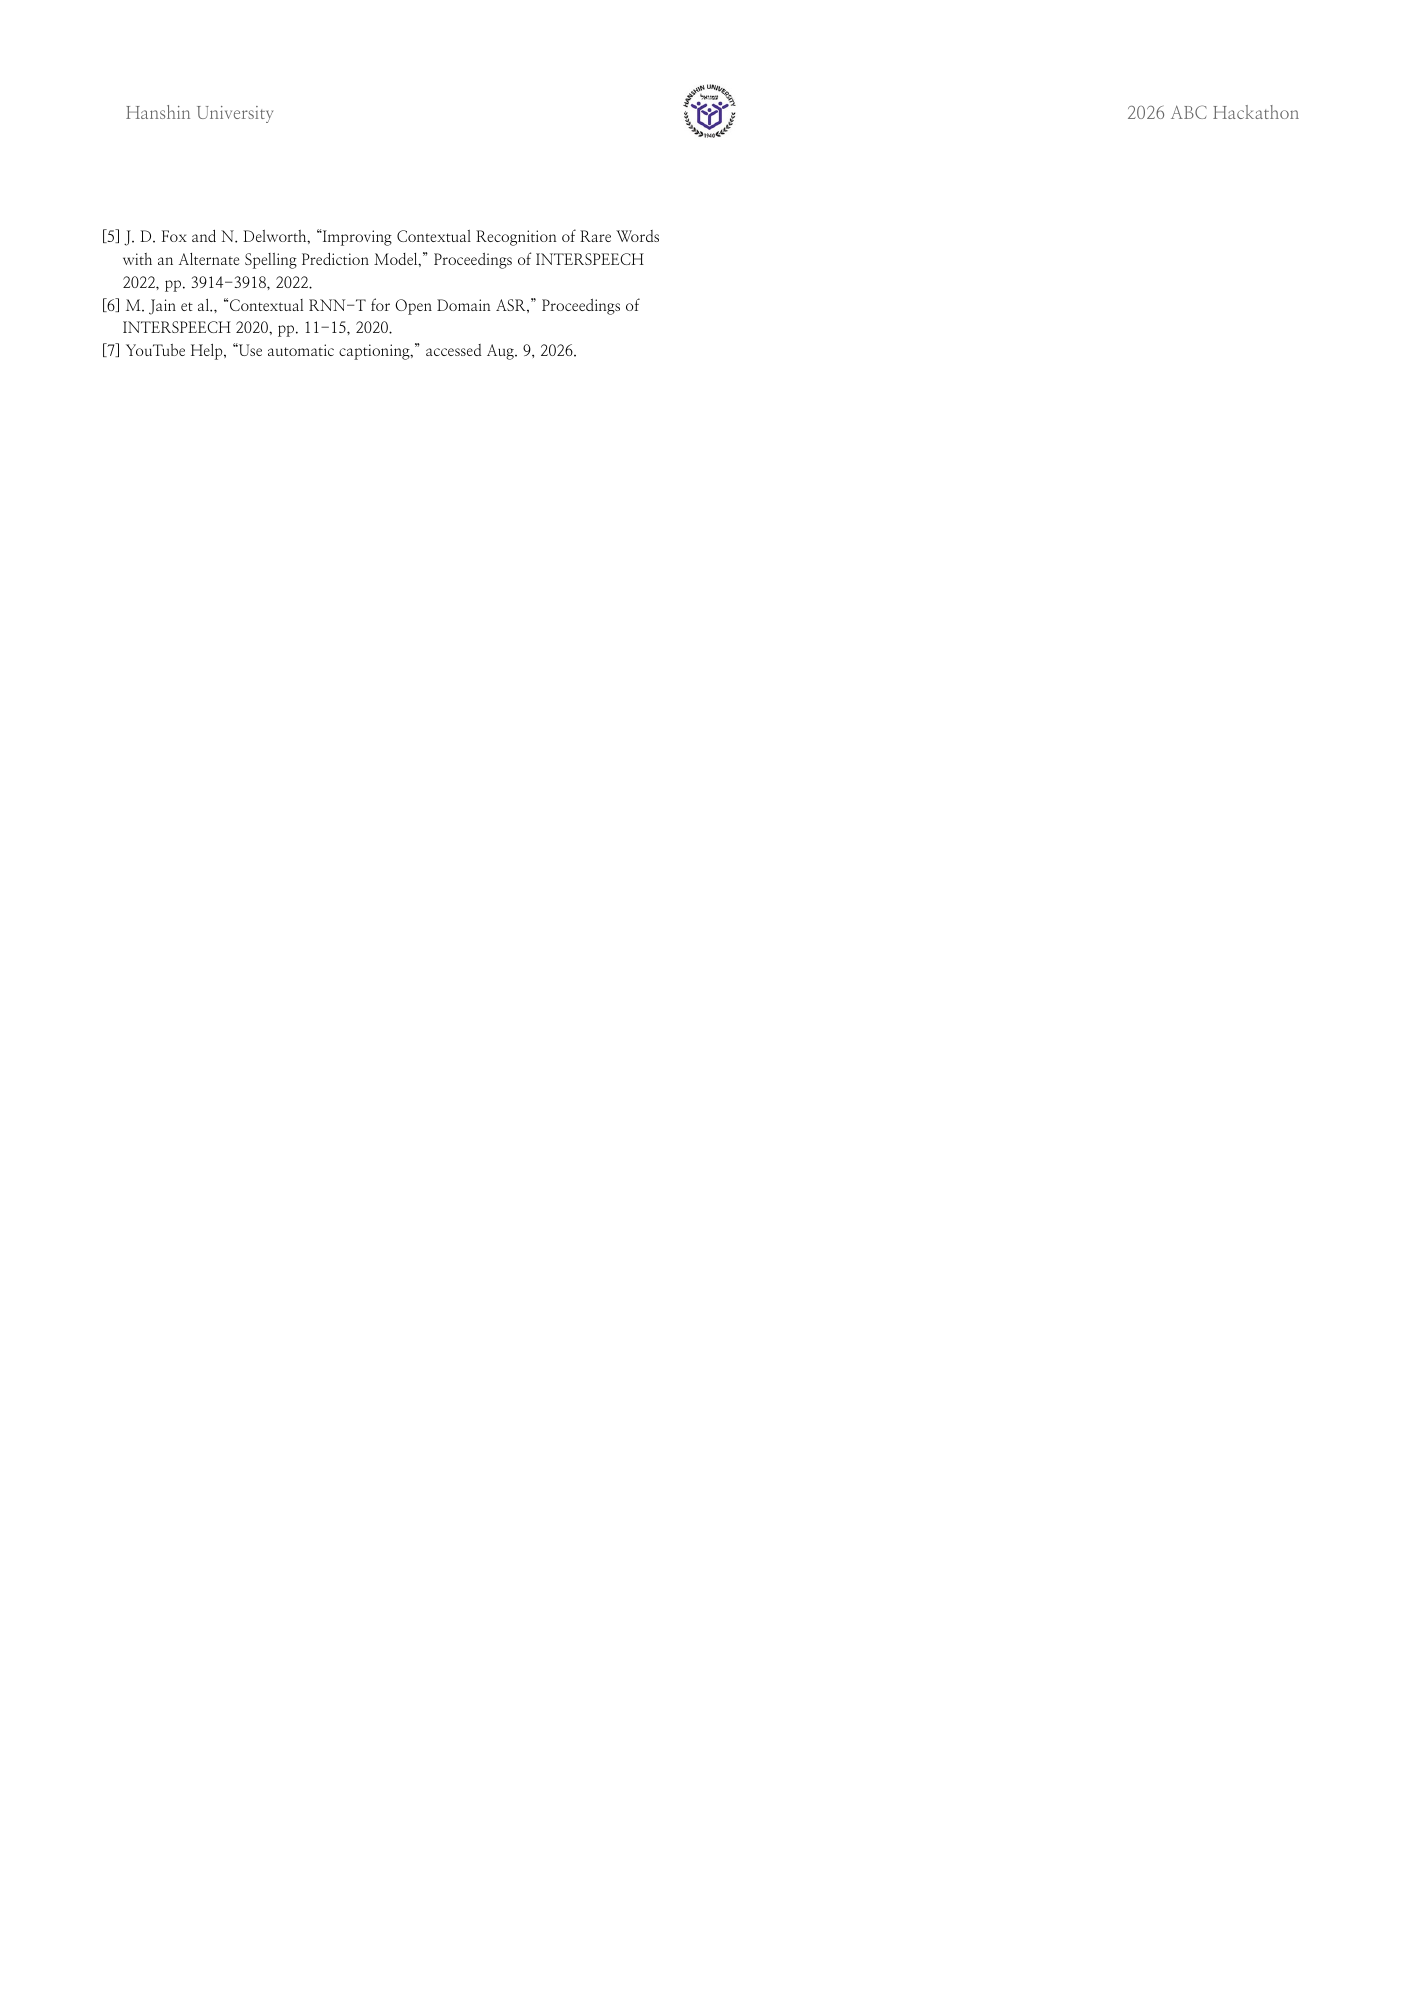 Hanshin University
HANSHIN UNIVERSITY
1940
2026 ABC Hackathon
[5] J. D. Fox and N. Delworth, “Improving Contextual Recognition of Rare Words
with an Alternate Spelling Prediction Model,” Proceedings of INTERSPEECH
2022, pp. 3914-3918, 2022.
[6] M. Jain et al., “Contextual RNN-T for Open Domain ASR,” Proceedings of
INTERSPEECH 2020, pp. 11-15, 2020.
[7] YouTube Help, “Use automatic captioning,” accessed Aug. 9, 2026.